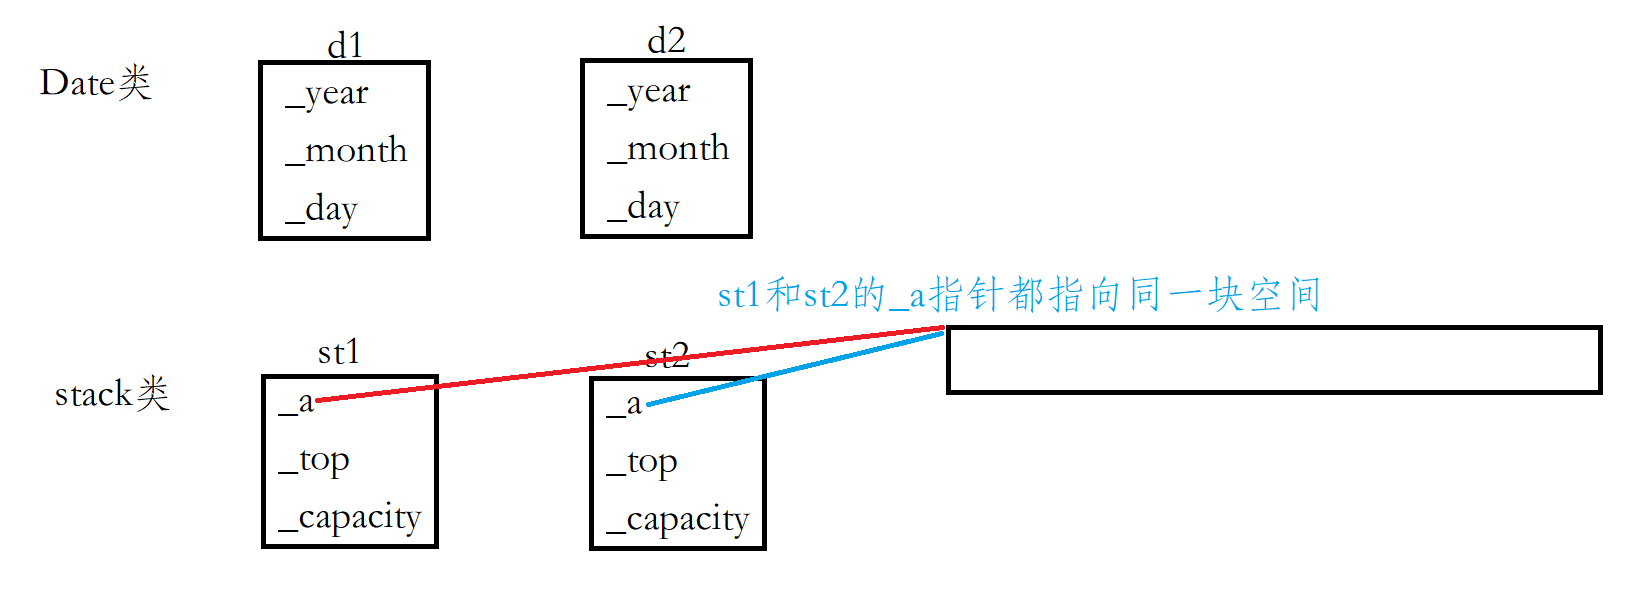 d1
d2
Date类
_year
_month
_day
_year
_month
_day
st1和st2的_a指针都指向同一块空间
st1
st2
stack类
_a
_top
_capacity
_a
_top
_capacity